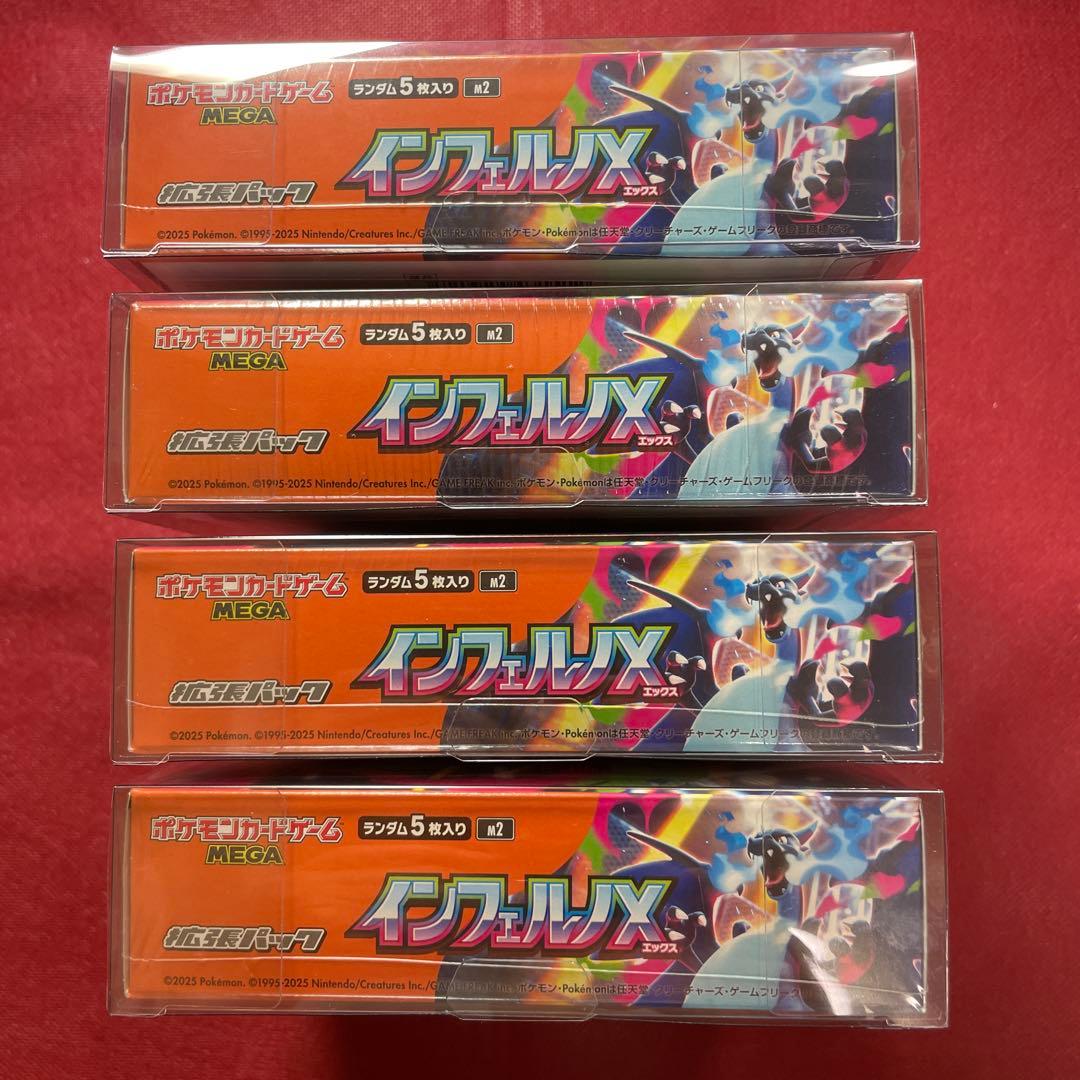 ポケモンカードゲーム
MEGA
ランダム5枚入り M2
インフェルノX
エックス
拡張パック
©2025 Pokémon. ©1995-2025 Nintendo/Creatures Inc./GAME FREAK inc. ポケモン・Pokémonは任天堂・クリーチャーズ・ゲームフリークの登録商標です。
ポケモンカードゲーム
MEGA
ランダム5枚入り M2
インフェルノX
エックス
拡張パック
©2025 Pokémon. ©1995-2025 Nintendo/Creatures Inc./GAME FREAK inc. ポケモン・Pokémonは任天堂・クリーチャーズ・ゲームフリークの登録商標です。
ポケモンカードゲーム
MEGA
ランダム5枚入り M2
インフェルノX
エックス
拡張パック
©2025 Pokémon. ©1995-2025 Nintendo/Creatures Inc./GAME FREAK inc. ポケモン・Pokémonは任天堂・クリーチャーズ・ゲームフリークの登録商標です。
ポケモンカードゲーム
MEGA
ランダム5枚入り M2
インフェルノX
エックス
拡張パック
©2025 Pokémon. ©1995-2025 Nintendo/Creatures Inc./GAME FREAK inc. ポケモン・Pokémonは任天堂・クリーチャーズ・ゲームフリークの登録商標です。